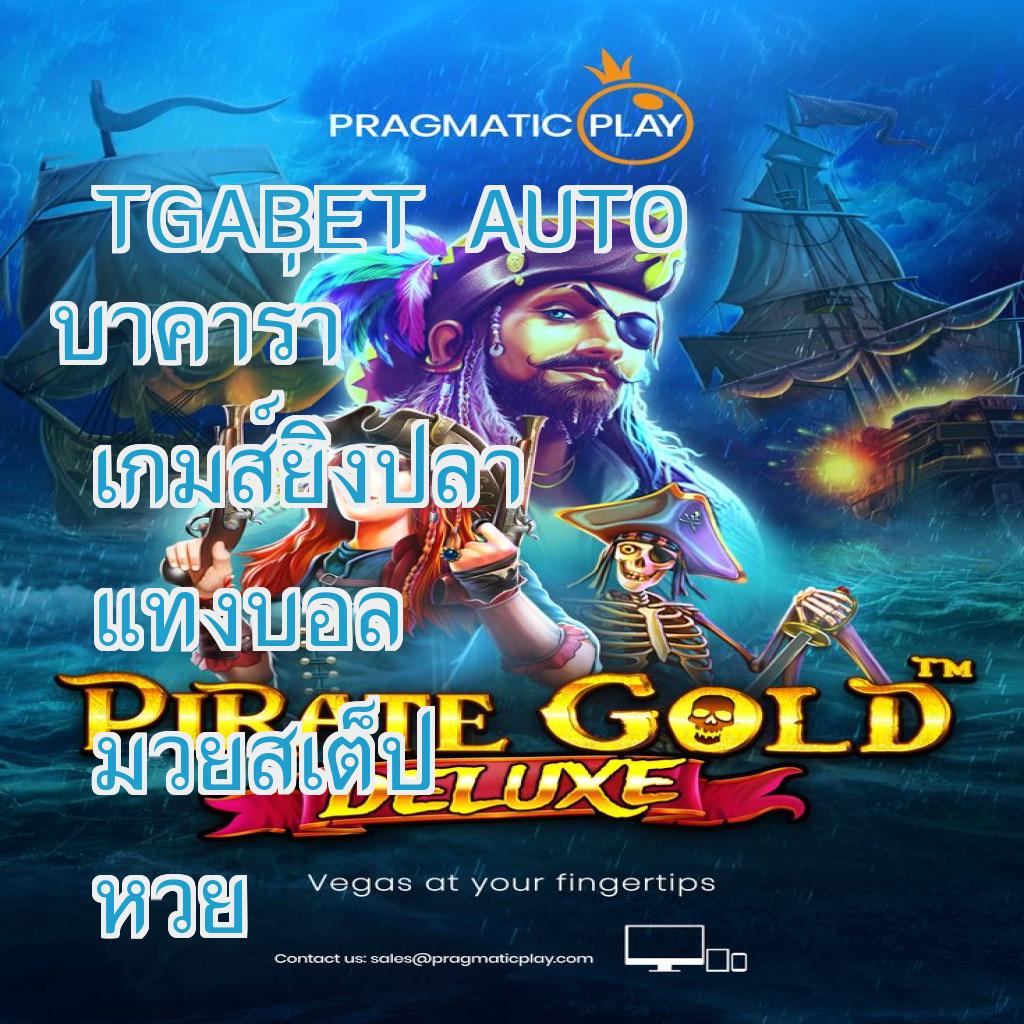 PRAGMATIC PLAY
TGABET AUTO
บาคาร่า
เกมส์ยิงปลา
แทงบอล
PIRATE GOLD™
มวยสเต็ป
DELUXE
หวย
Vegas at your fingertips
Contact us: sales@pragmaticplay.com